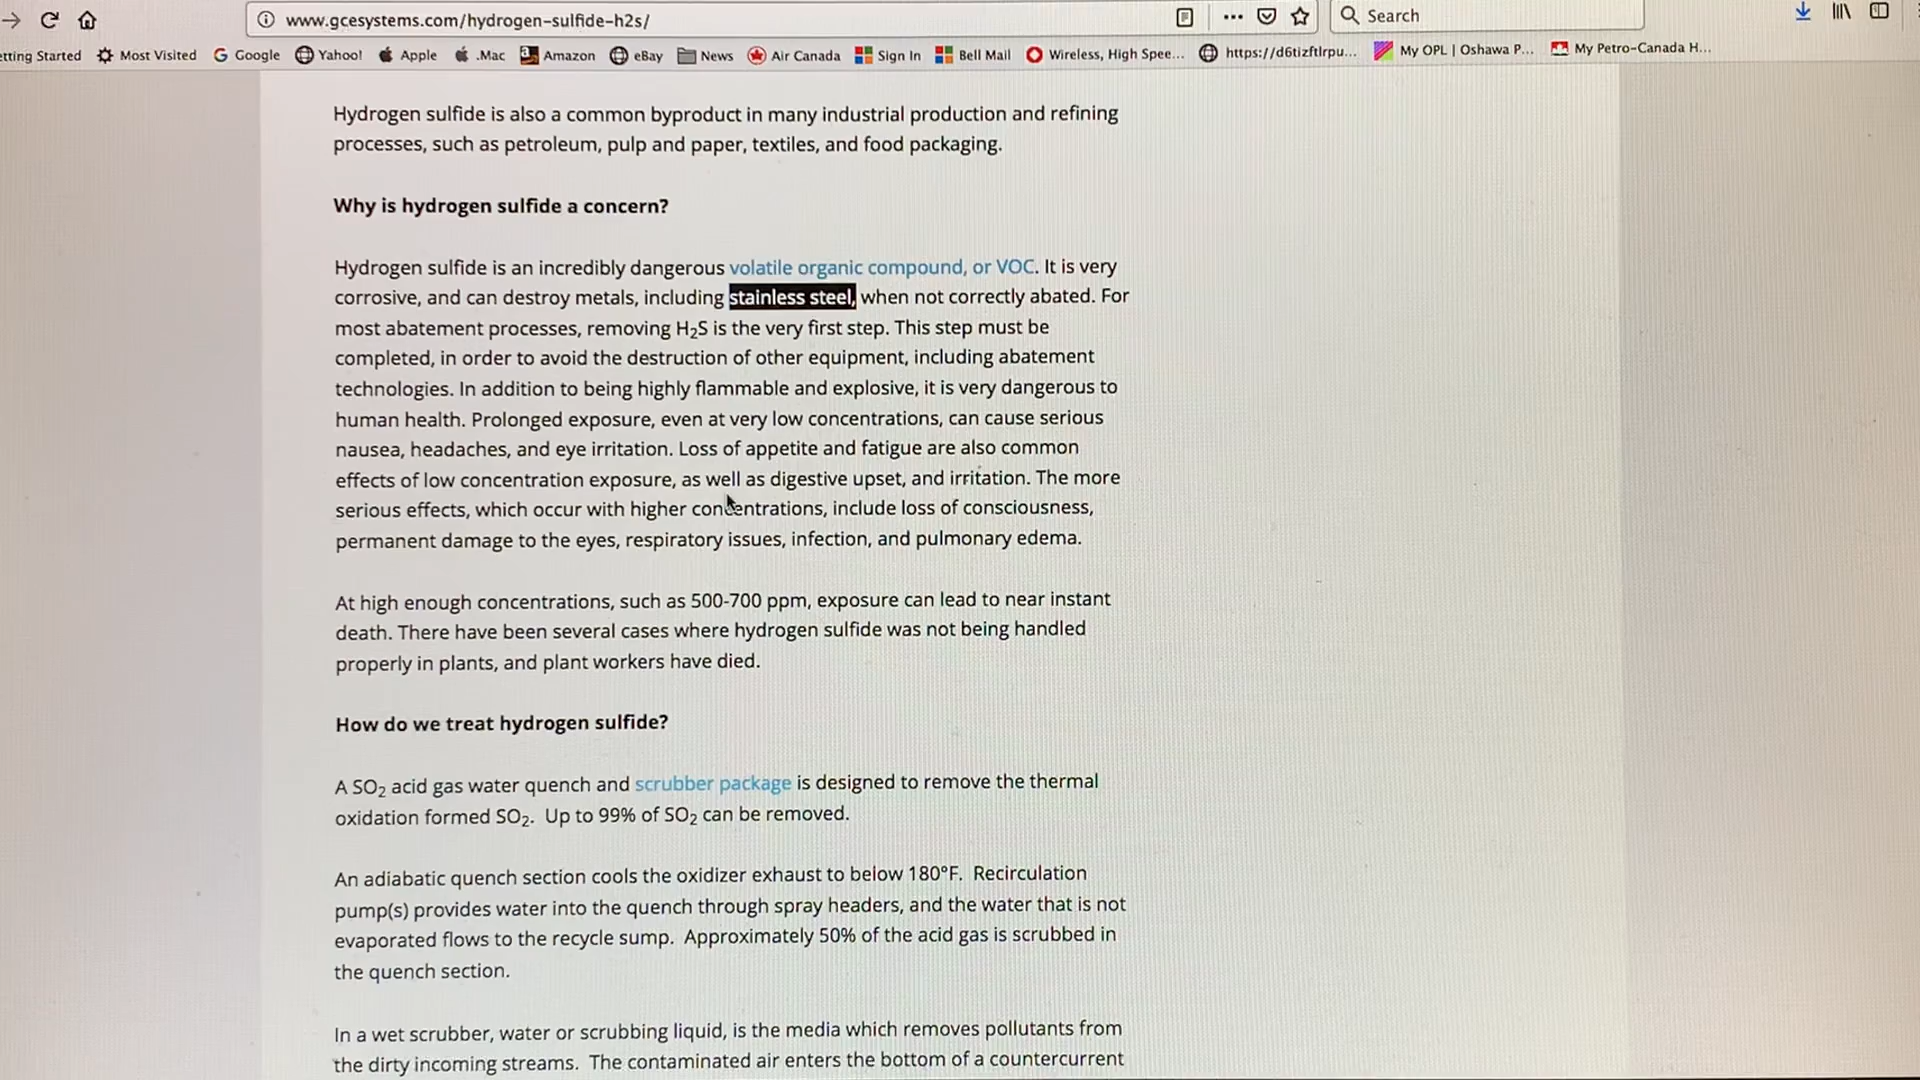 www.gcesystems.com/hydrogen-sulfide-h2s/
Search
etting Started Most Visited Google Yahoo! Apple .Mac Amazon eBay News Air Canada Sign In Bell Mail Wireless, High Spee... https://d6tizftlrpu... My OPL | Oshawa P... My Petro-Canada H...
Hydrogen sulfide is also a common byproduct in many industrial production and refining
processes, such as petroleum, pulp and paper, textiles, and food packaging.
Why is hydrogen sulfide a concern?
Hydrogen sulfide is an incredibly dangerous volatile organic compound, or VOC. It is very
corrosive, and can destroy metals, including stainless steel, when not correctly abated. For
most abatement processes, removing H₂S is the very first step. This step must be
completed, in order to avoid the destruction of other equipment, including abatement
technologies. In addition to being highly flammable and explosive, it is very dangerous to
human health. Prolonged exposure, even at very low concentrations, can cause serious
nausea, headaches, and eye irritation. Loss of appetite and fatigue are also common
effects of low concentration exposure, as well as digestive upset, and irritation. The more
serious effects, which occur with higher concentrations, include loss of consciousness,
permanent damage to the eyes, respiratory issues, infection, and pulmonary edema.
At high enough concentrations, such as 500-700 ppm, exposure can lead to near instant
death. There have been several cases where hydrogen sulfide was not being handled
properly in plants, and plant workers have died.
How do we treat hydrogen sulfide?
A SO₂ acid gas water quench and scrubber package is designed to remove the thermal
oxidation formed SO₂. Up to 99% of SO₂ can be removed.
An adiabatic quench section cools the oxidizer exhaust to below 180°F. Recirculation
pump(s) provides water into the quench through spray headers, and the water that is not
evaporated flows to the recycle sump. Approximately 50% of the acid gas is scrubbed in
the quench section.
In a wet scrubber, water or scrubbing liquid, is the media which removes pollutants from
the dirty incoming streams. The contaminated air enters the bottom of a countercurrent